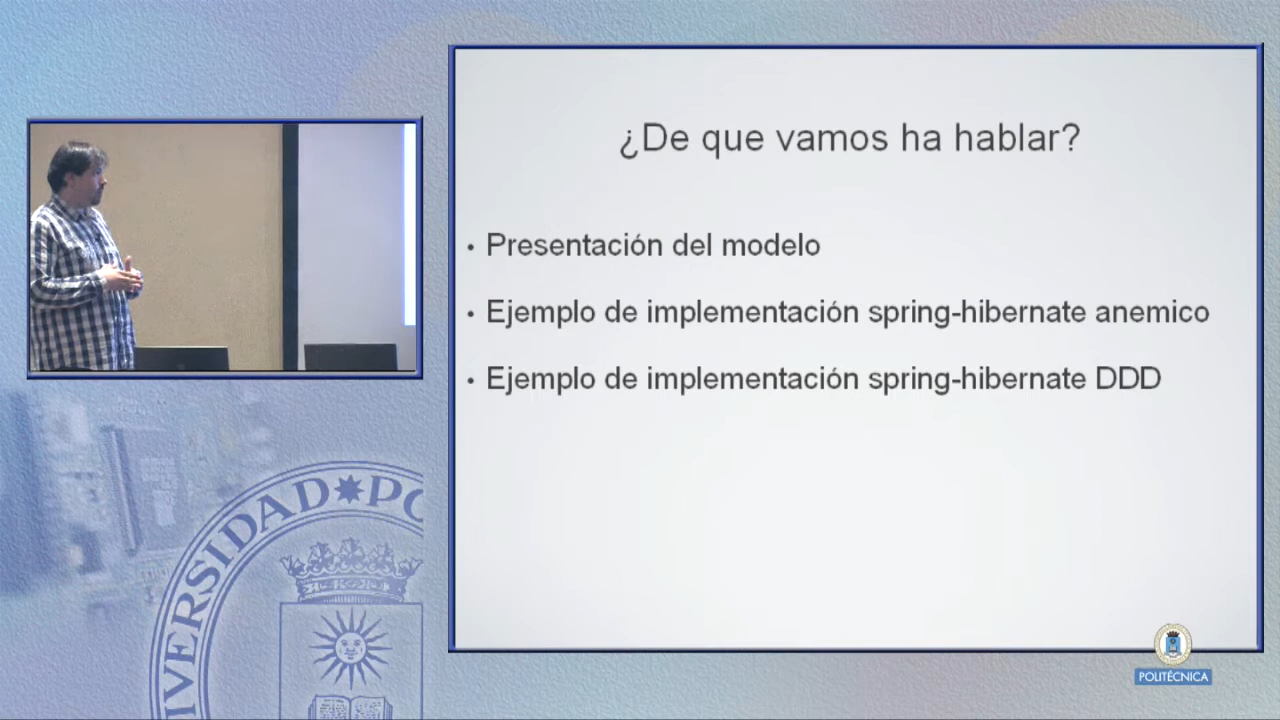 ¿De que vamos ha hablar?
• Presentación del modelo
• Ejemplo de implementación spring-hibernate anemico
• Ejemplo de implementación spring-hibernate DDD
IVERSIDAD PO
POLITÉCNICA